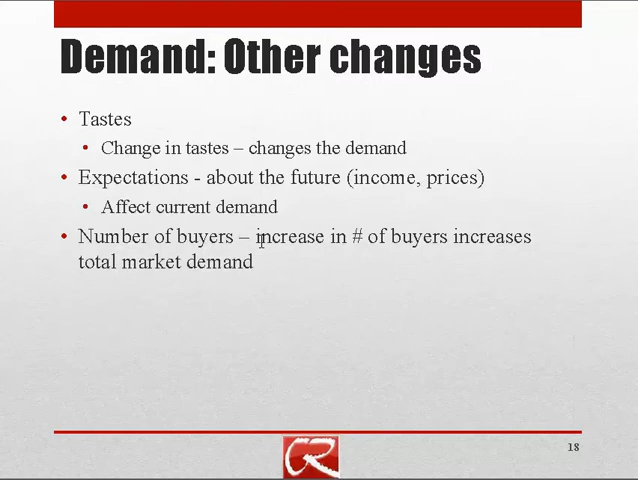 Demand: Other changes
• Tastes
• Change in tastes – changes the demand
• Expectations - about the future (income, prices)
• Affect current demand
• Number of buyers – increase in # of buyers increases
total market demand
18
CR